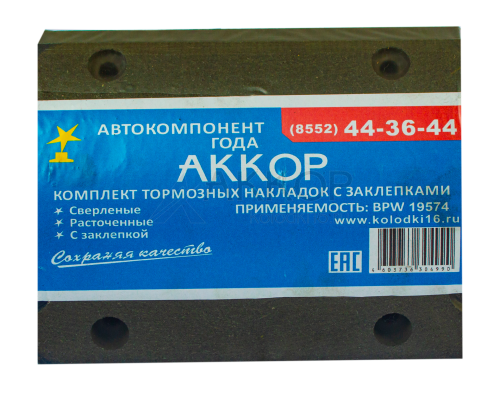 АВТОКОМПОНЕНТ
ГОДА
(8552) 44-36-44
АККОР
КОМПЛЕКТ ТОРМОЗНЫХ НАКЛАДОК С ЗАКЛЕПКАМИ
Сверленые
Расточенные
С заклепкой
ПРИМЕНЯЕМОСТЬ: BPW 19574
www.kolodki16.ru
Сохраняя качество
ЕАС